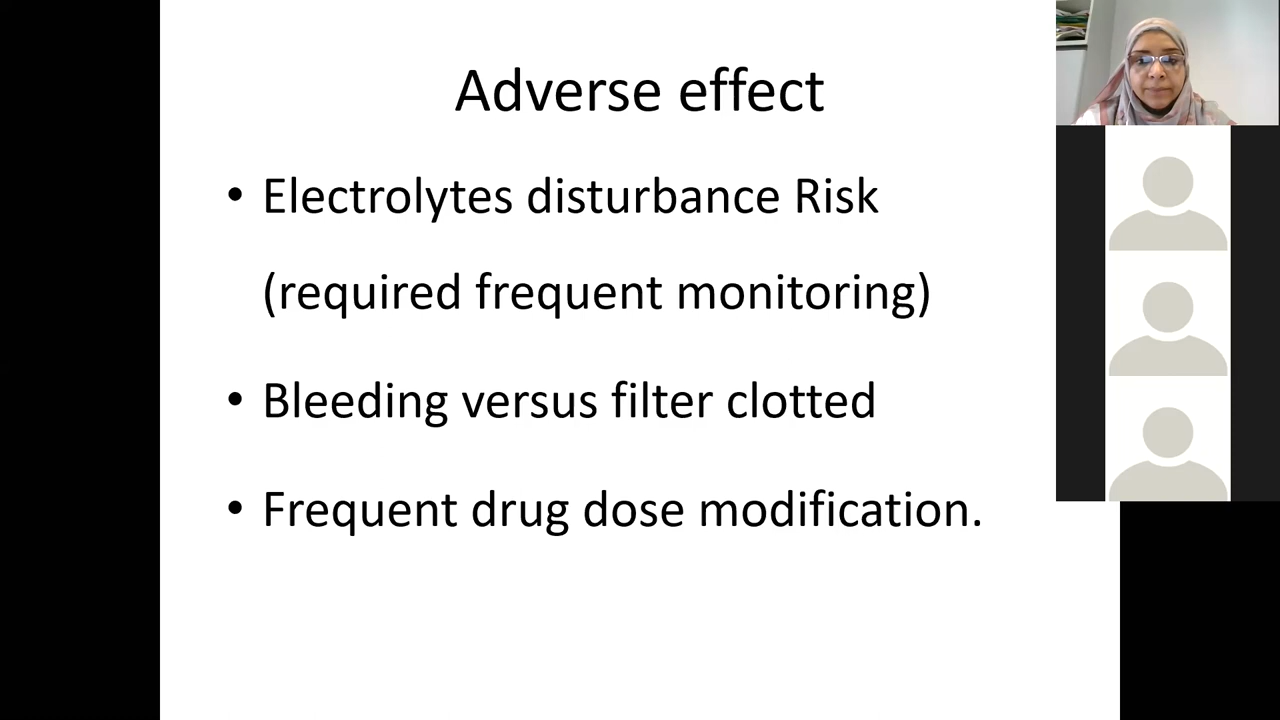 Adverse effect
• Electrolytes disturbance Risk
(required frequent monitoring)
• Bleeding versus filter clotted
• Frequent drug dose modification.